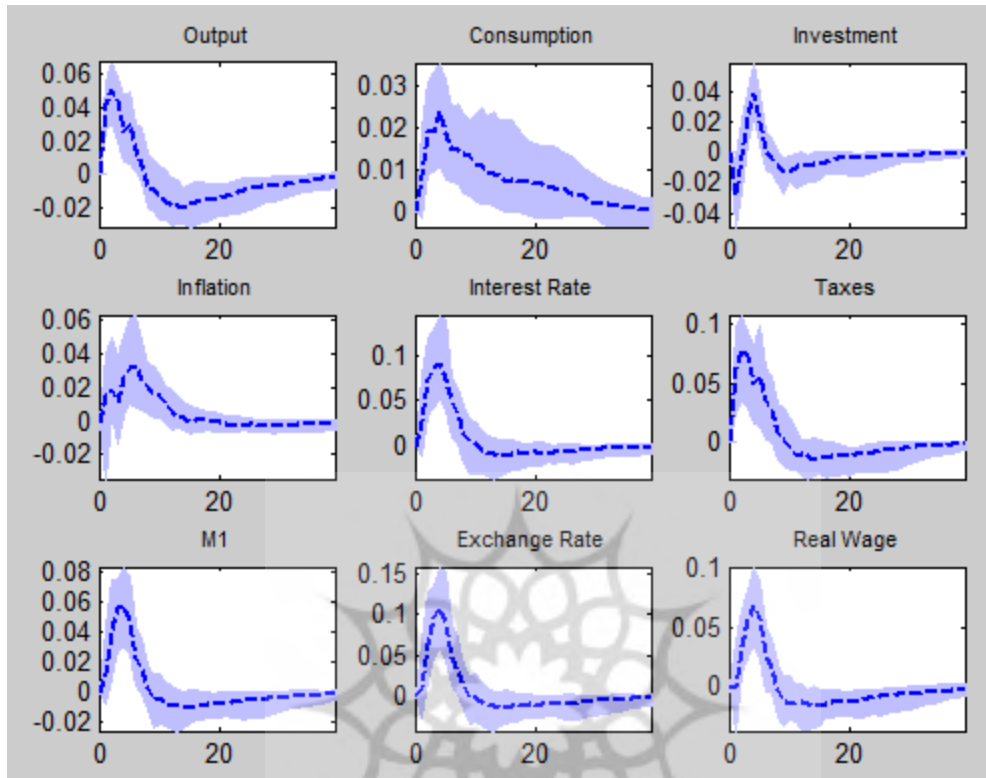 Output Consumption Investment
0.06 0.03 0.04
0.04 0.02 0.02
0.02 0.01 0
0 0 -0.02
-0.02 -0.04
0 20 0 20 0 20
Inflation Interest Rate Taxes
0.06 0.1 0.1
0.04 0.05 0.05
0.02 0 0
0
-0.02
0 20 0 20 0 20
M1 Exchange Rate Real Wage
0.08 0.15 0.1
0.06 0.1 0.05
0.04 0.05 0
0.02 0
0
-0.02
0 20 0 20 0 20